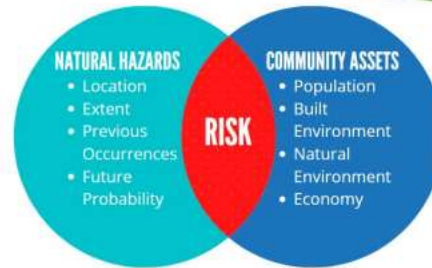 NATURAL HAZARDS
• Location
• Extent
• Previous
Occurrences
• Future
Probability
RISK
COMMUNITY ASSETS
• Population
• Built
Environment
• Natural
Environment
• Economy